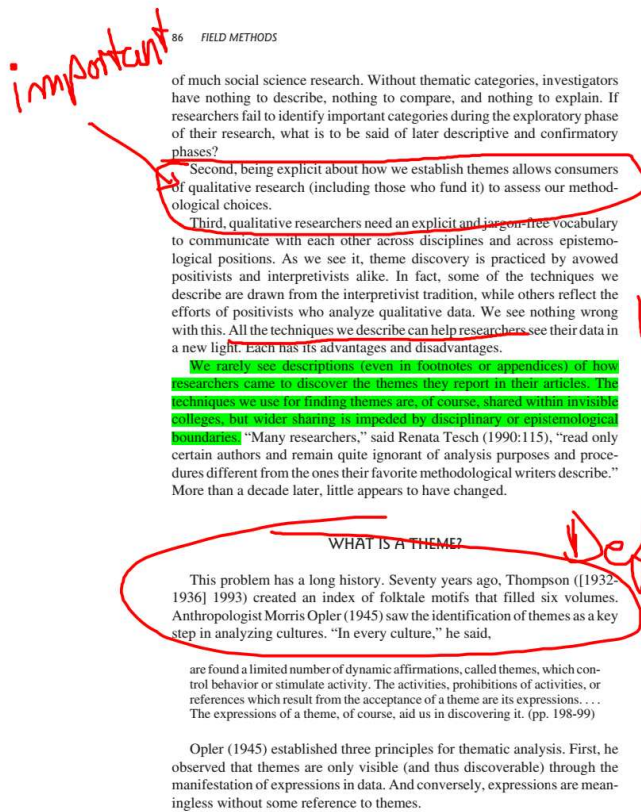 important
86 FIELD METHODS
of much social science research. Without thematic categories, investigators
have nothing to describe, nothing to compare, and nothing to explain. If
researchers fail to identify important categories during the exploratory phase
of their research, what is to be said of later descriptive and confirmatory
phases?
Second, being explicit about how we establish themes allows consumers
of qualitative research (including those who fund it) to assess our method-
ological choices.
Third, qualitative researchers need an explicit and jargon-free vocabulary
to communicate with each other across disciplines and across epistemo-
logical positions. As we see it, theme discovery is practiced by avowed
positivists and interpretivists alike. In fact, some of the techniques we
describe are drawn from the interpretivist tradition, while others reflect the
efforts of positivists who analyze qualitative data. We see nothing wrong
with this. All the techniques we describe can help researchers see their data in
a new light. Each has its advantages and disadvantages.
We rarely see descriptions (even in footnotes or appendices) of how
researchers came to discover the themes they report in their articles. The
techniques we use for finding themes are, of course, shared within invisible
colleges, but wider sharing is impeded by disciplinary or epistemological
boundaries. “Many researchers,” said Renata Tesch (1990:115), “read only
certain authors and remain quite ignorant of analysis purposes and proce-
dures different from the ones their favorite methodological writers describe.”
More than a decade later, little appears to have changed.
WHAT IS A THEME?
This problem has a long history. Seventy years ago, Thompson ([1932-
1936] 1993) created an index of folktale motifs that filled six volumes.
Anthropologist Morris Opler (1945) saw the identification of themes as a key
step in analyzing cultures. “In every culture,” he said,
are found a limited number of dynamic affirmations, called themes, which con-
trol behavior or stimulate activity. The activities, prohibitions of activities, or
references which result from the acceptance of a theme are its expressions. . . .
The expressions of a theme, of course, aid us in discovering it. (pp. 198-99)
Opler (1945) established three principles for thematic analysis. First, he
observed that themes are only visible (and thus discoverable) through the
manifestation of expressions in data. And conversely, expressions are mean-
ingless without some reference to themes.